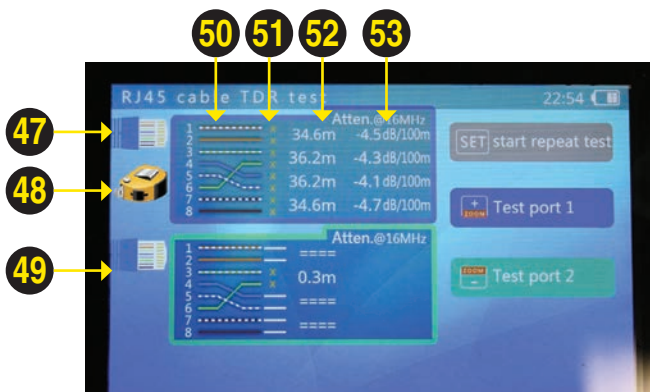 50 51 52 53
47
48
49
RJ45 cable TDR test 22:54
Atten.@16MHz
1 x 34.6m -4.5dB/100m
2 x
3 x 36.2m -4.3dB/100m
4 x
5 x 36.2m -4.1dB/100m
6 x
7 x 34.6m -4.7dB/100m
8 x
SET start repeat test
+ ZOOM Test port 1
Atten.@16MHz
1 ====
2
3 x 0.3m
4 x
5 ====
6
7 ====
8
ZOOM - Test port 2